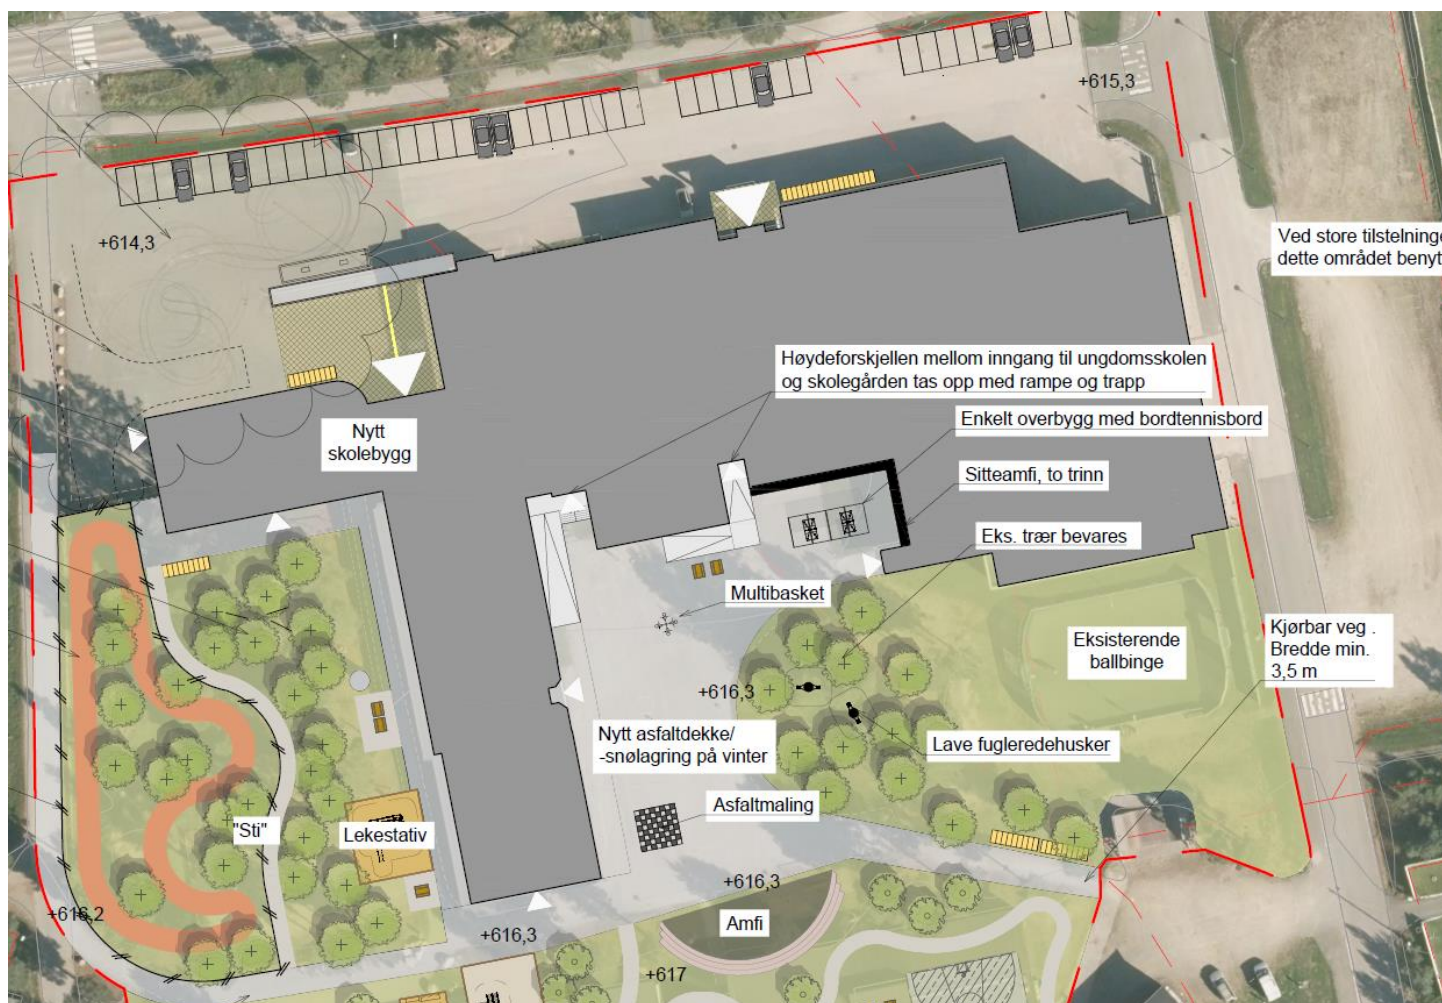 +615,3
+614,3
Ved store tilstelninge
dette området benyt
Høydeforskjellen mellom inngang til ungdomsskolen
og skolegården tas opp med rampe og trapp
Enkelt overbygg med bordtennisbord
Nytt
skolebygg
Sitteamfi, to trinn
Eks. trær bevares
Multibasket
Eksisterende
ballbinge
Kjørbar veg .
Bredde min.
3,5 m
+616,3
Nytt asfaltdekke/
-snølagring på vinter
Lave fugleredehusker
Asfaltmaling
"Sti"
Lekestativ
+616,3
+616,2
Amfi
+616,3
+617